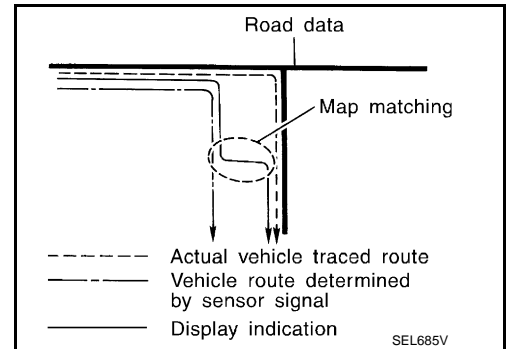 Road data
Map matching
Actual vehicle traced route
Vehicle route determined
by sensor signal
Display indication
SEL685V